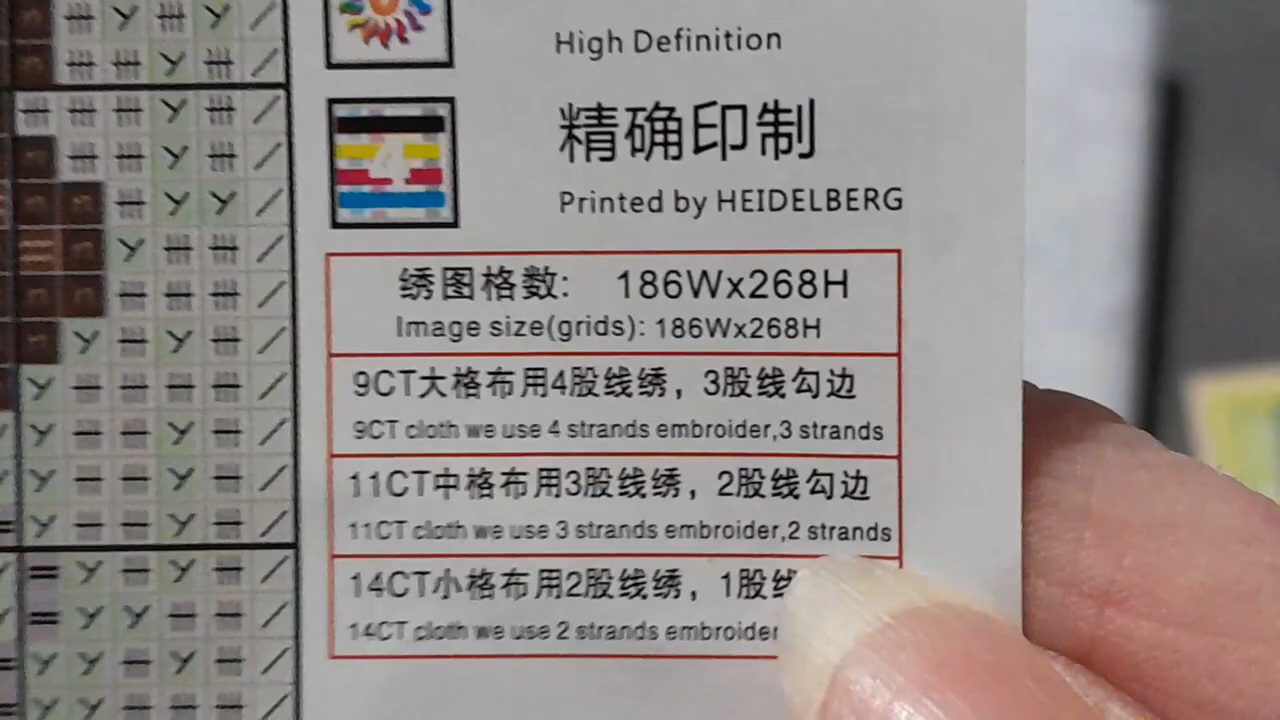 High Definition
精确印制
Printed by HEIDELBERG
绣图格数: 186Wx268H
Image size(grids): 186Wx268H
9CT大格布用4股线绣，3股线勾边
9CT cloth we use 4 strands embroider,3 strands
11CT中格布用3股线绣，2股线勾边
11CT cloth we use 3 strands embroider,2 strands
14CT小格布用2股线绣，1股线
14CT cloth we use 2 strands embroider